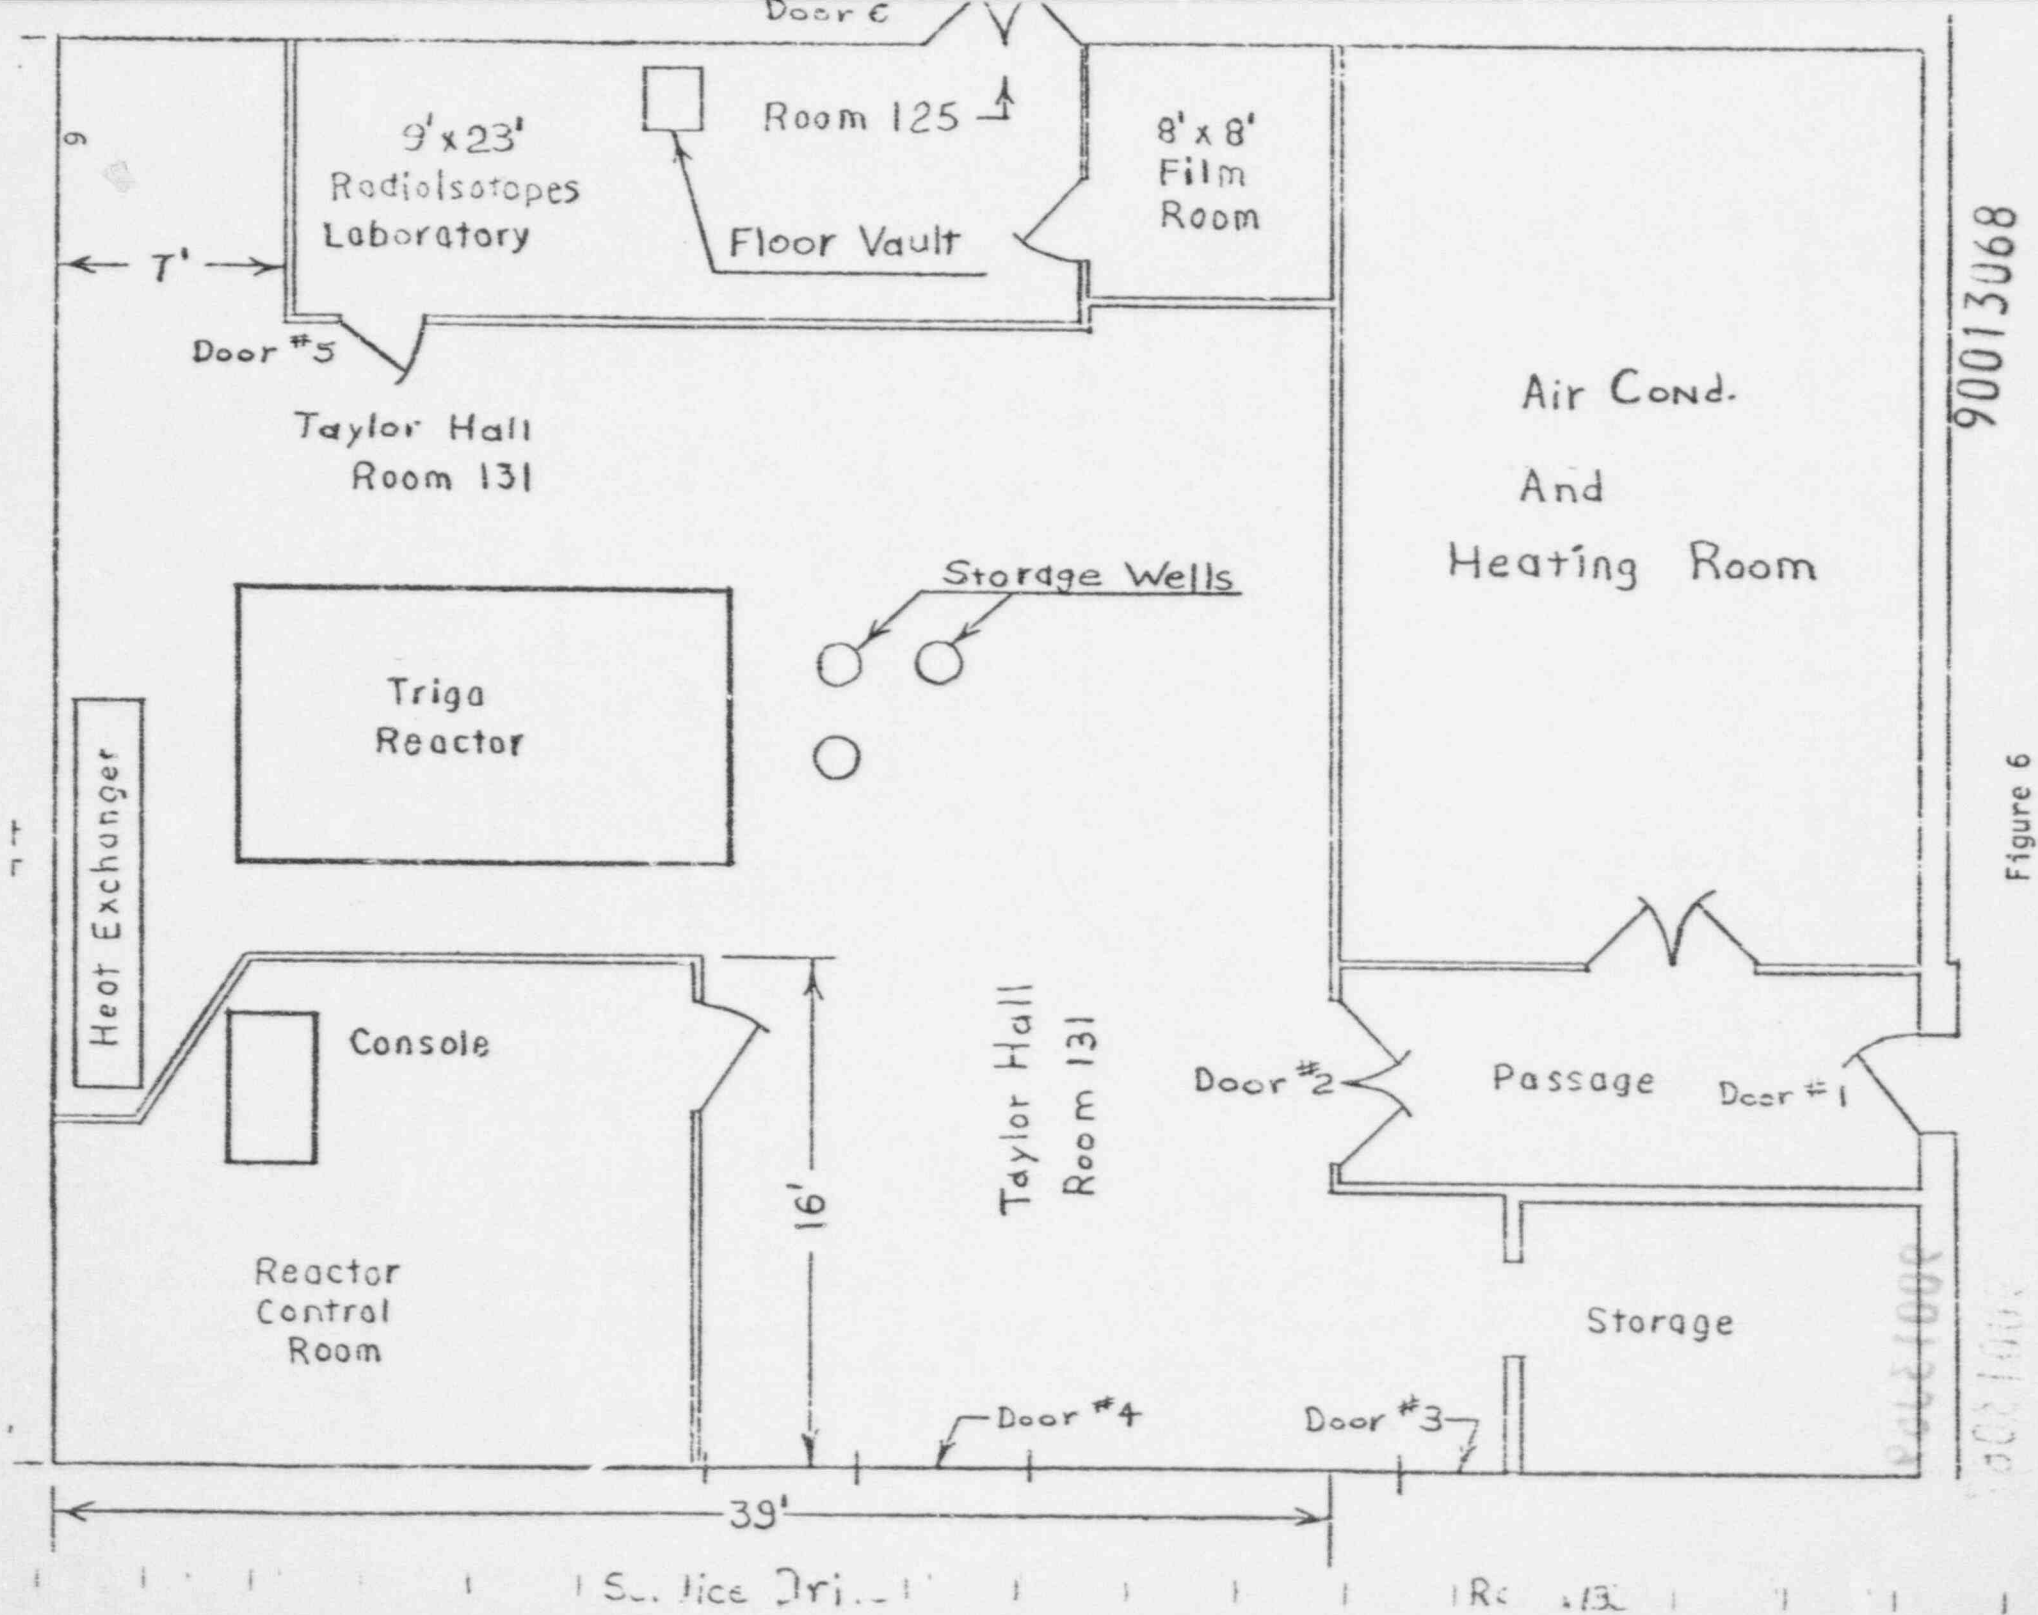 Door 6
9' x 23'
RadioIsotopes
Laboratory
Room 125
Floor Vault
8' x 8'
Film
Room
7'
Door #5
Taylor Hall
Room 131
Air Cond.
And
Heating Room
90013068
Storage Wells
Triga
Reactor
Heat Exchanger
Figure 6
Console
Reactor
Control
Room
16'
Taylor Hall
Room 131
Door #2
Passage
Door #1
Storage
Door #4
Door #3
39'